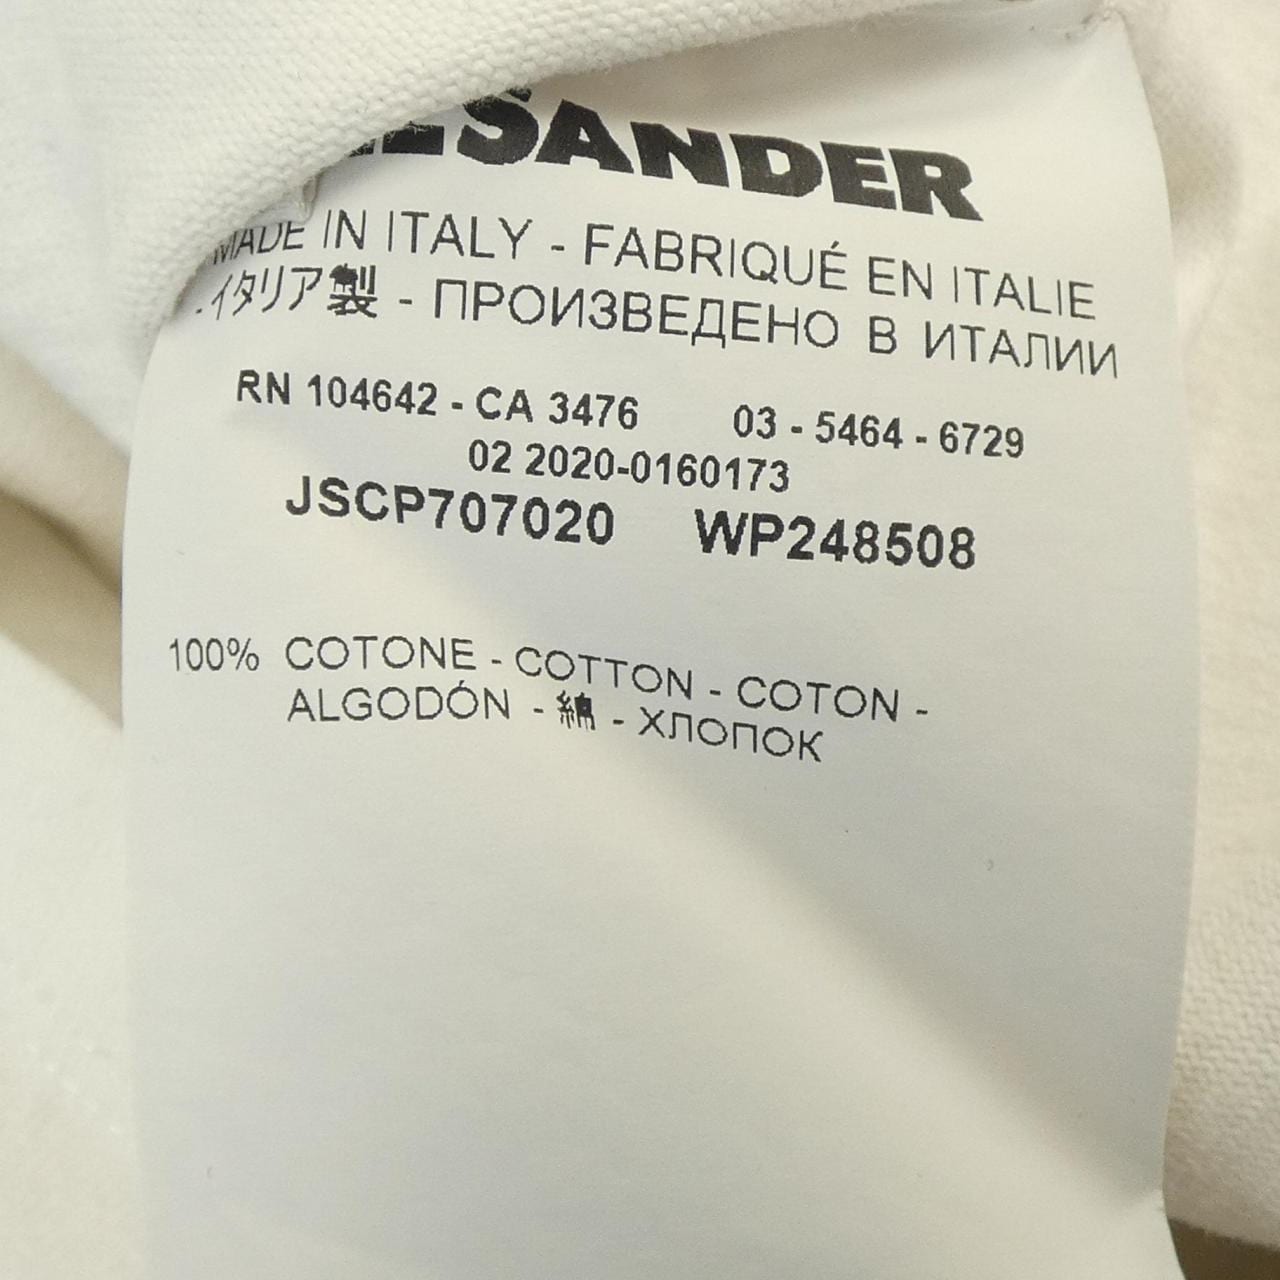 SANDER
MADE IN ITALY - FABRIQUÉ EN ITALIE
- イタリア製 - ПРОИЗВЕДЕНО В ИТАЛИИ
RN 104642 - CA 3476 03 - 5464 - 6729
02 2020-0160173
JSCP707020 WP248508
100% COTONE - COTTON - COTON -
ALGODÓN - 綿 - ХЛОПОК